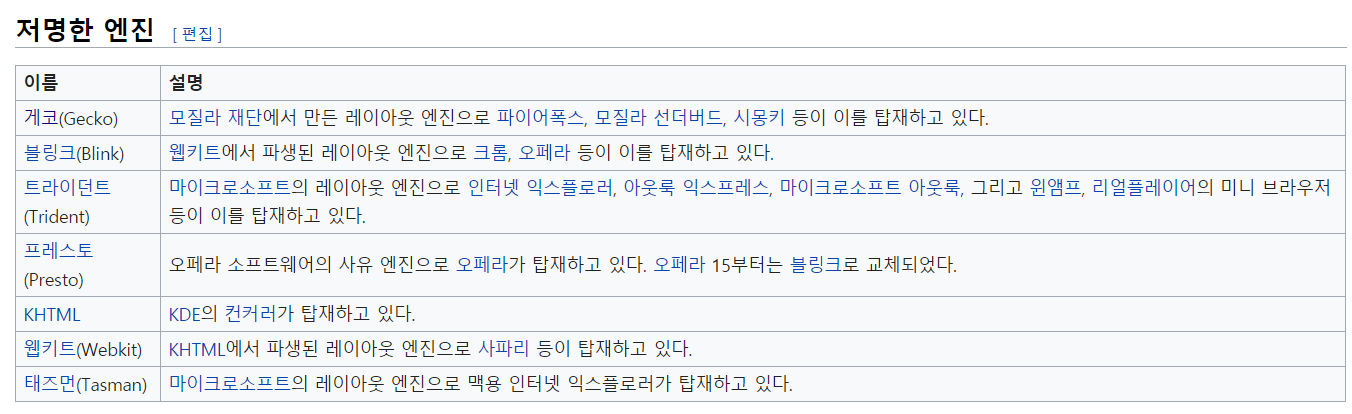 저명한 엔진 [ 편집 ]
이름 설명
게코(Gecko) 모질라 재단에서 만든 레이아웃 엔진으로 파이어폭스, 모질라 선더버드, 시몽키 등이 이를 탑재하고 있다.
블링크(Blink) 웹키트에서 파생된 레이아웃 엔진으로 크롬, 오페라 등이 이를 탑재하고 있다.
트라이던트
(Trident)
마이크로소프트의 레이아웃 엔진으로 인터넷 익스플로러, 아웃룩 익스프레스, 마이크로소프트 아웃룩, 그리고 윈앰프, 리얼플레이어의 미니 브라우저
등이 이를 탑재하고 있다.
프레스토
(Presto)
오페라 소프트웨어의 사유 엔진으로 오페라가 탑재하고 있다. 오페라 15부터는 블링크로 교체되었다.
KHTML KDE의 컨커러가 탑재하고 있다.
웹키트(Webkit) KHTML에서 파생된 레이아웃 엔진으로 사파리 등이 탑재하고 있다.
태즈먼(Tasman) 마이크로소프트의 레이아웃 엔진으로 맥용 인터넷 익스플로러가 탑재하고 있다.